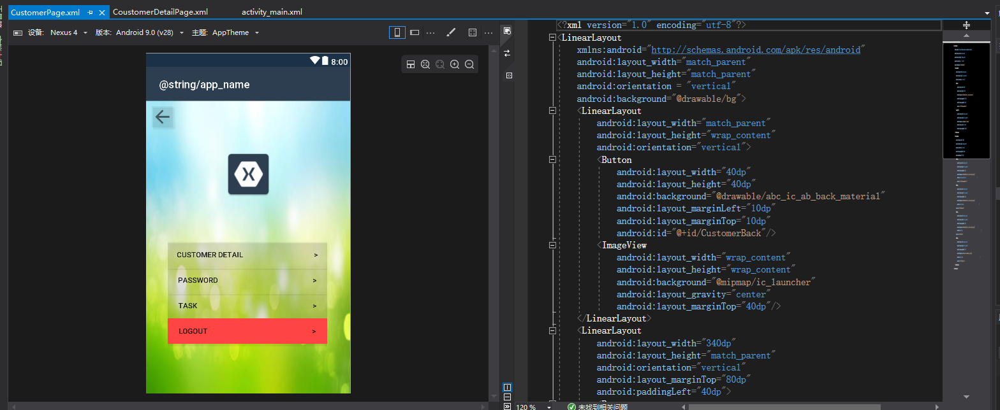 CustomerPage.xml
CoustomerDetailPage.xml
activity_main.xml
设备: Nexus 4 版本: Android 9.0 (v28) 主题: AppTheme
8:00
@string/app_name
CUSTOMER DETAIL >
PASSWORD >
TASK >
LOGOUT >
<?xml version="1.0" encoding="utf-8"?>
<LinearLayout
xmlns:android="http://schemas.android.com/apk/res/android"
android:layout_width="match_parent"
android:layout_height="match_parent"
android:orientation = "vertical"
android:background="@drawable/bg">
<LinearLayout
android:layout_width="match_parent"
android:layout_height="wrap_content"
android:orientation="vertical">
<Button
android:layout_width="40dp"
android:layout_height="40dp"
android:background="@drawable/abc_ic_ab_back_material"
android:layout_marginLeft="10dp"
android:layout_marginTop="10dp"
android:id="@+id/CustomerBack"/>
<ImageView
android:layout_width="wrap_content"
android:layout_height="wrap_content"
android:background="@mipmap/ic_launcher"
android:layout_gravity="center"
android:layout_marginTop="40dp"/>
</LinearLayout>
<LinearLayout
android:layout_width="340dp"
android:layout_height="match_parent"
android:orientation="vertical"
android:layout_marginTop="80dp"
android:paddingLeft="40dp">
120 % 未找到相关问题